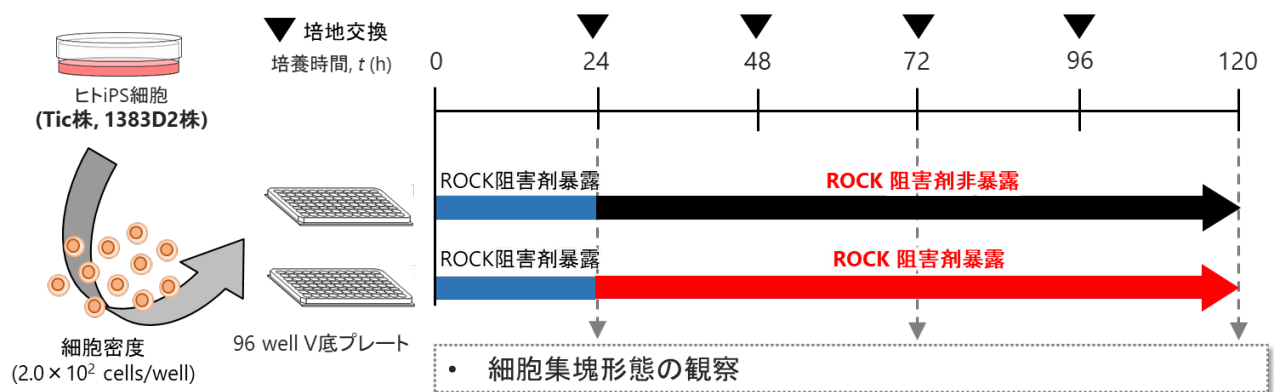 培地交換
培養時間, t (h)
0 24 48 72 96 120
ヒトiPS細胞
(Tic株, 1383D2株)
ROCK阻害剤暴露
ROCK 阻害剤非暴露
ROCK阻害剤暴露
ROCK 阻害剤暴露
96 well V底プレート
細胞密度
(2.0×10² cells/well)
• 細胞集塊形態の観察